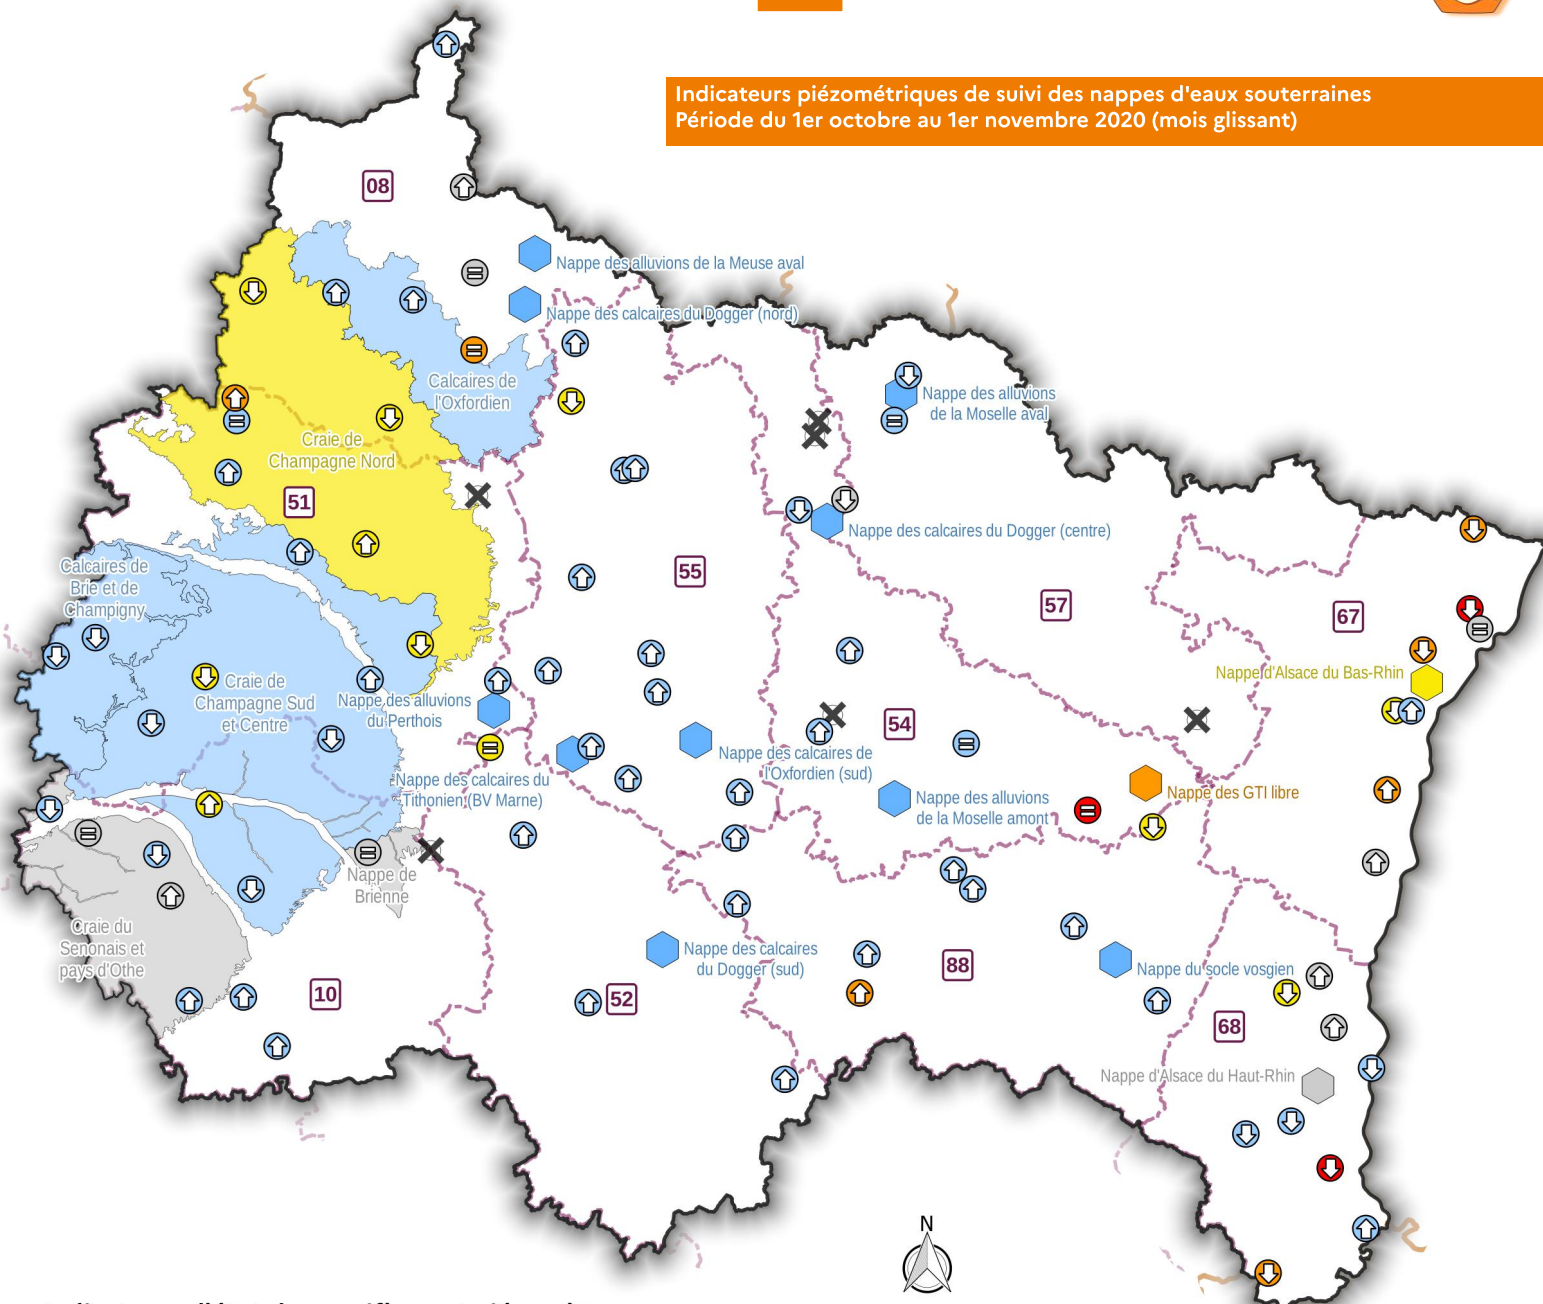 Indicateurs piézométriques de suivi des nappes d'eaux souterraines
Période du 1er octobre au 1er novembre 2020 (mois glissant)
08
Nappe des alluvions de la Meuse aval
Nappe des calcaires du Dogger (nord)
Calcaires de
l'Oxfordien
Nappe des alluvions
de la Moselle aval
Craie de
Champagne Nord
51
Nappe des calcaires du Dogger (centre)
Calcaires de
Brie et de
Champigny
55
57
67
Nappe d'Alsace du Bas-Rhin
Craie de
Champagne Sud
et Centre
Nappe des alluvions
du Perthois
54
Nappe des calcaires de
l'Oxfordien (sud)
Nappe des calcaires du
Tithonien (BV Marne)
Nappe des alluvions
de la Moselle amont
Nappe des GTI libre
Nappe de
Brienne
Craie du
Senonais et
pays d'Othe
Nappe des calcaires
du Dogger (sud)
88
Nappe du socle vosgien
10
52
68
Nappe d'Alsace du Haut-Rhin
N